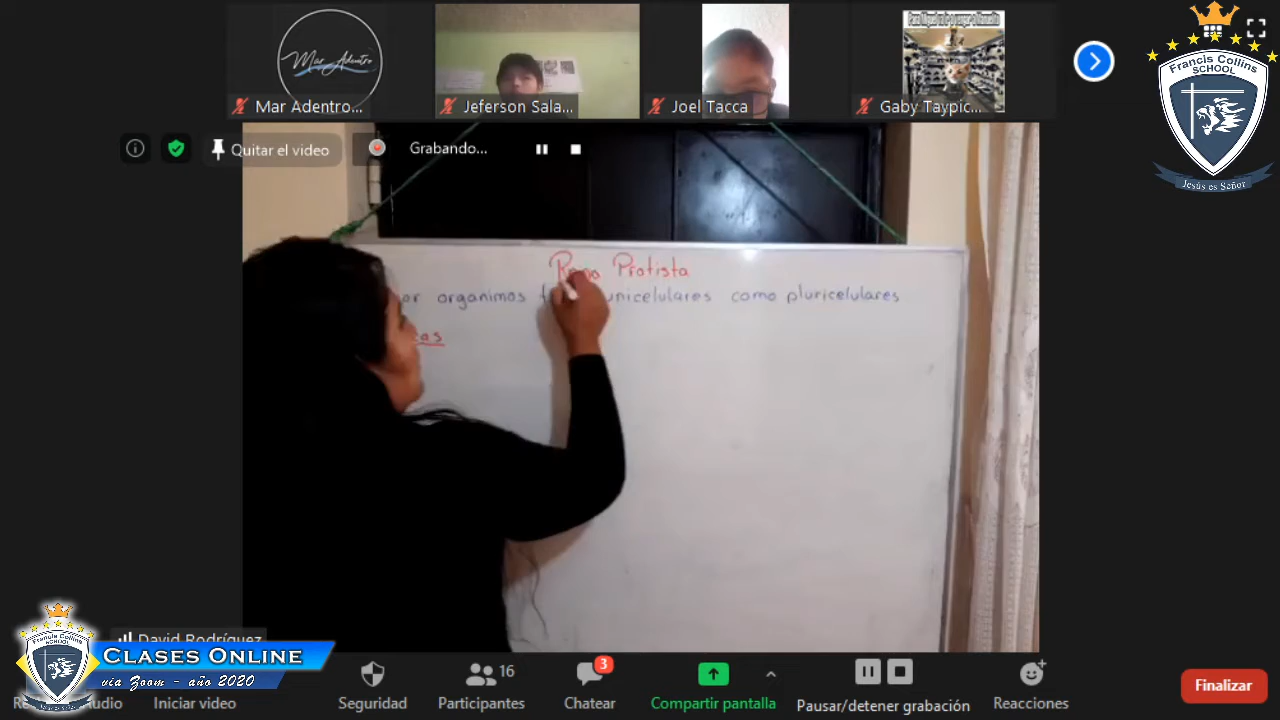 Mar Adentro...
Jeferson Sala...
Joel Tacca
Gaby Taypic...
Francis Collins
SCHOOL
Jesús es Señor
Quitar el video
Grabando...
Protista
organimos unicelulares como pluricelulares
David Rodríguez
CLASES ONLINE
vía Zoom - año 2020
Iniciar video
Seguridad
16
Participantes
3
Chatear
Compartir pantalla
Pausar/detener grabación
Reacciones
Finalizar